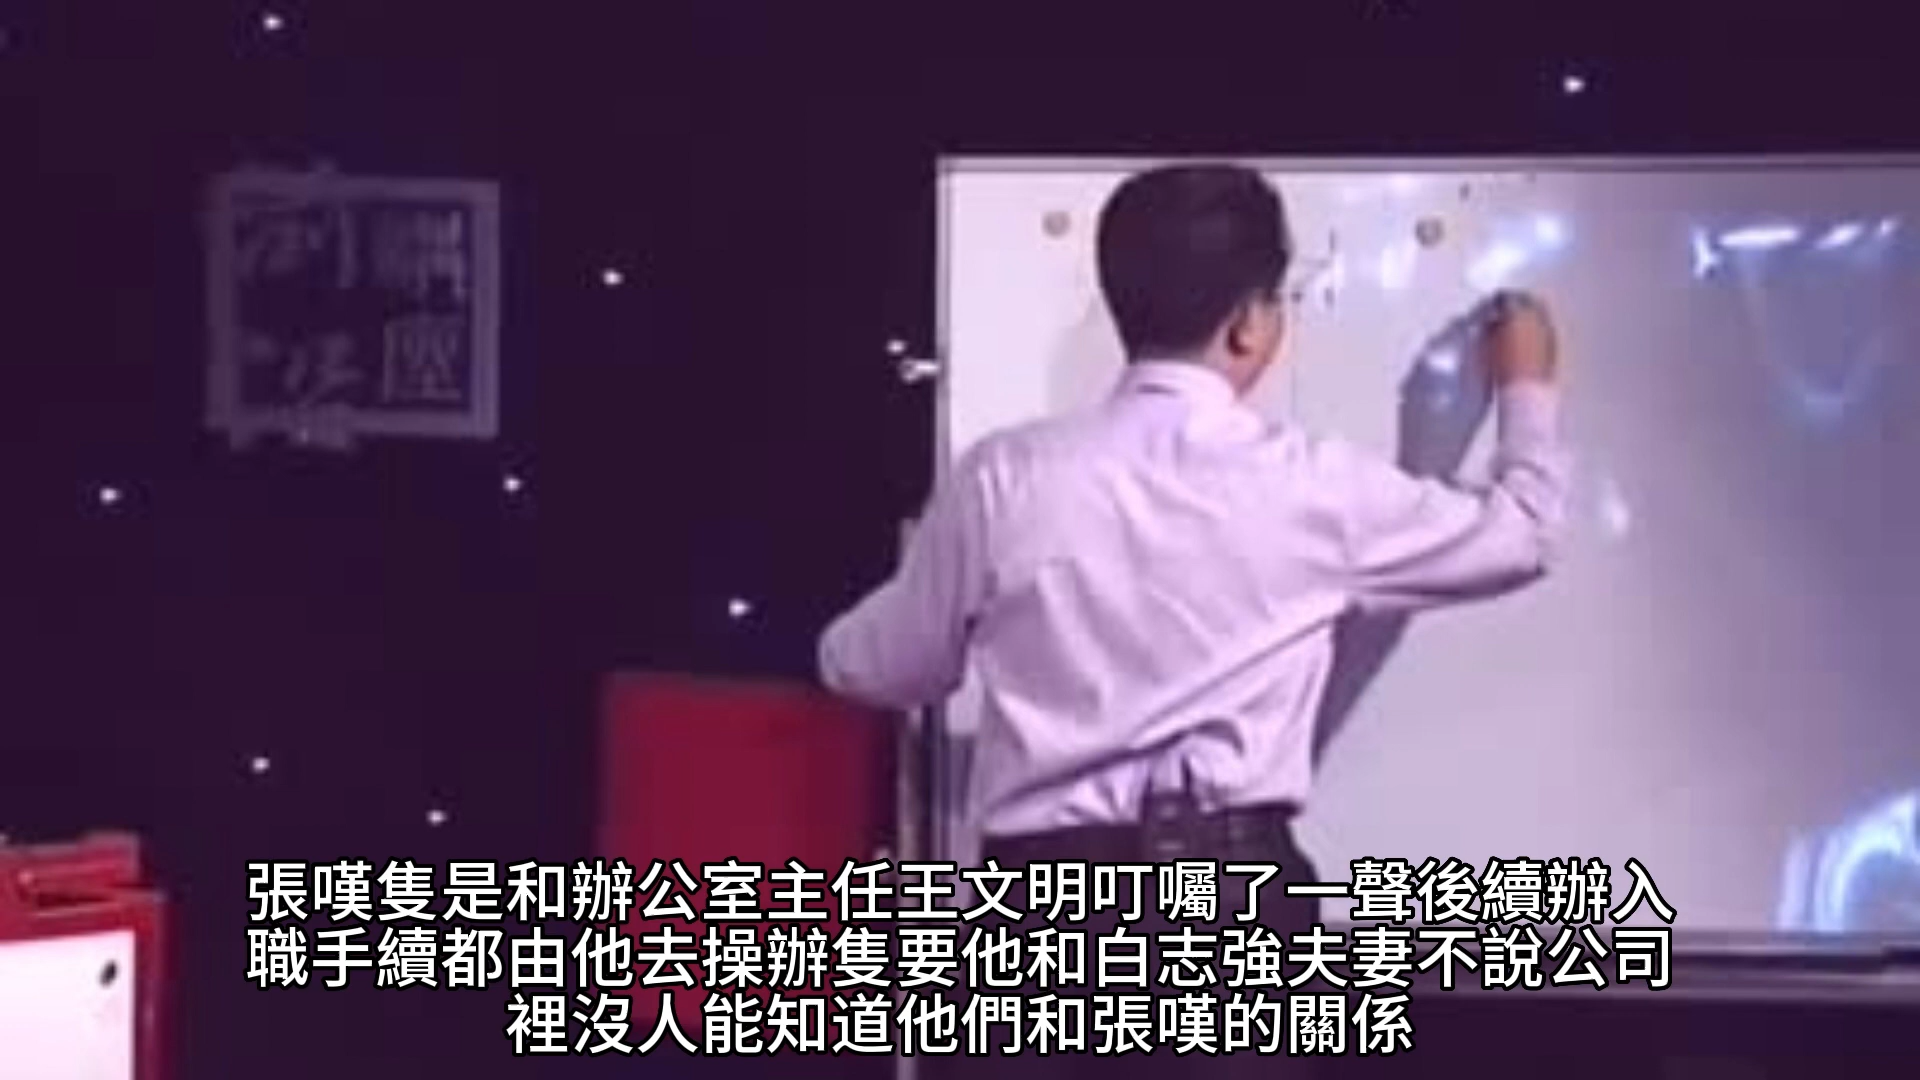 講座
張嘆隻是和辦公室主任王文明叮囑了一聲後續辦入
職手續都由他去操辦隻要他和白志強夫妻不說公司
裡沒人能知道他們和張嘆的關係